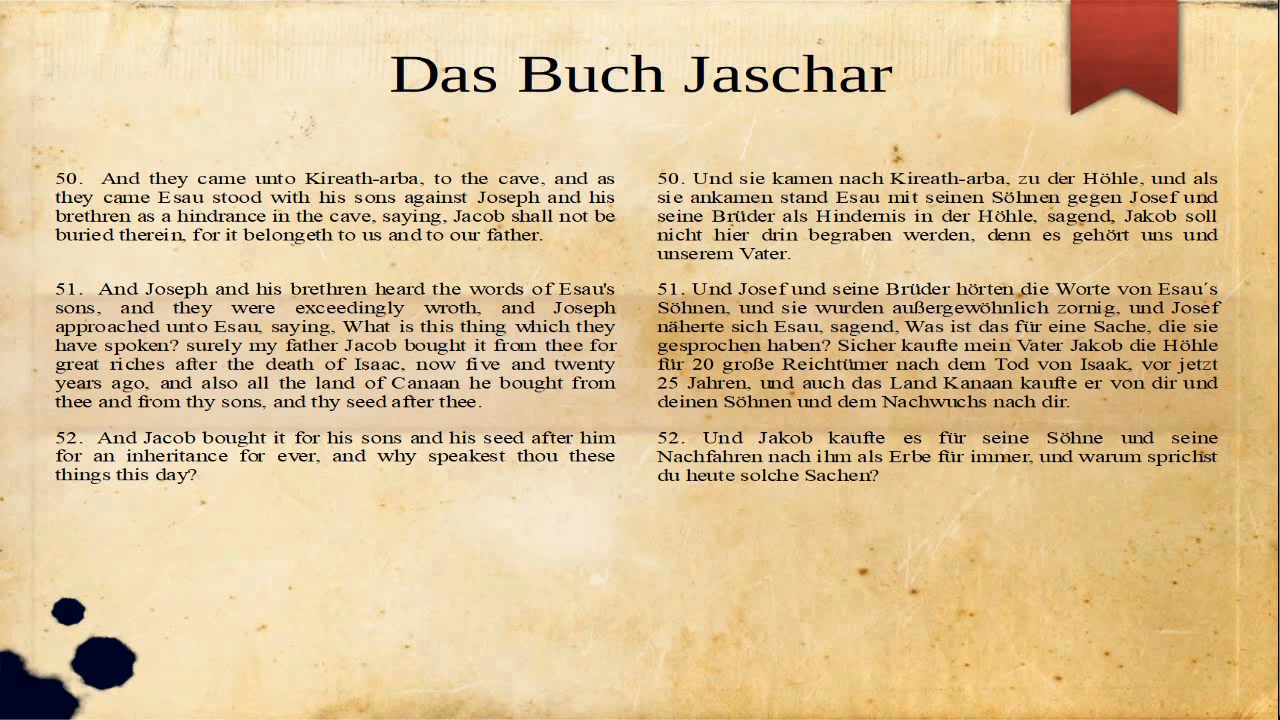 Das Buch Jaschar
50. And they came unto Kireath-arba, to the cave, and as
they came Esau stood with his sons against Joseph and his
brethren as a hindrance in the cave, saying, Jacob shall not be
buried therein, for it belongeth to us and to our father.
51. And Joseph and his brethren heard the words of Esau's
sons, and they were exceedingly wroth, and Joseph
approached unto Esau, saying, What is this thing which they
have spoken? surely my father Jacob bought it from thee for
great riches after the death of Isaac, now five and twenty
years ago, and also all the land of Canaan he bought from
thee and from thy sons, and thy seed after thee.
52. And Jacob bought it for his sons and his seed after him
for an inheritance for ever, and why speakest thou these
things this day?
50. Und sie kamen nach Kireath-arba, zu der Höhle, und als
sie ankamen stand Esau mit seinen Söhnen gegen Josef und
seine Brüder als Hindernis in der Höhle, sagend, Jakob soll
nicht hier drin begraben werden, denn es gehört uns und
unserem Vater.
51. Und Josef und seine Brüder hörten die Worte von Esau´s
Söhnen, und sie wurden außergewöhnlich zornig, und Josef
näherte sich Esau, sagend, Was ist das für eine Sache, die sie
gesprochen haben? Sicher kaufte mein Vater Jakob die Höhle
für 20 große Reichtümer nach dem Tod von Isaak, vor jetzt
25 Jahren, und auch das Land Kanaan kaufte er von dir und
deinen Söhnen und dem Nachwuchs nach dir.
52. Und Jakob kaufte es für seine Söhne und seine
Nachfahren nach ihm als Erbe für immer, und warum sprichst
du heute solche Sachen?